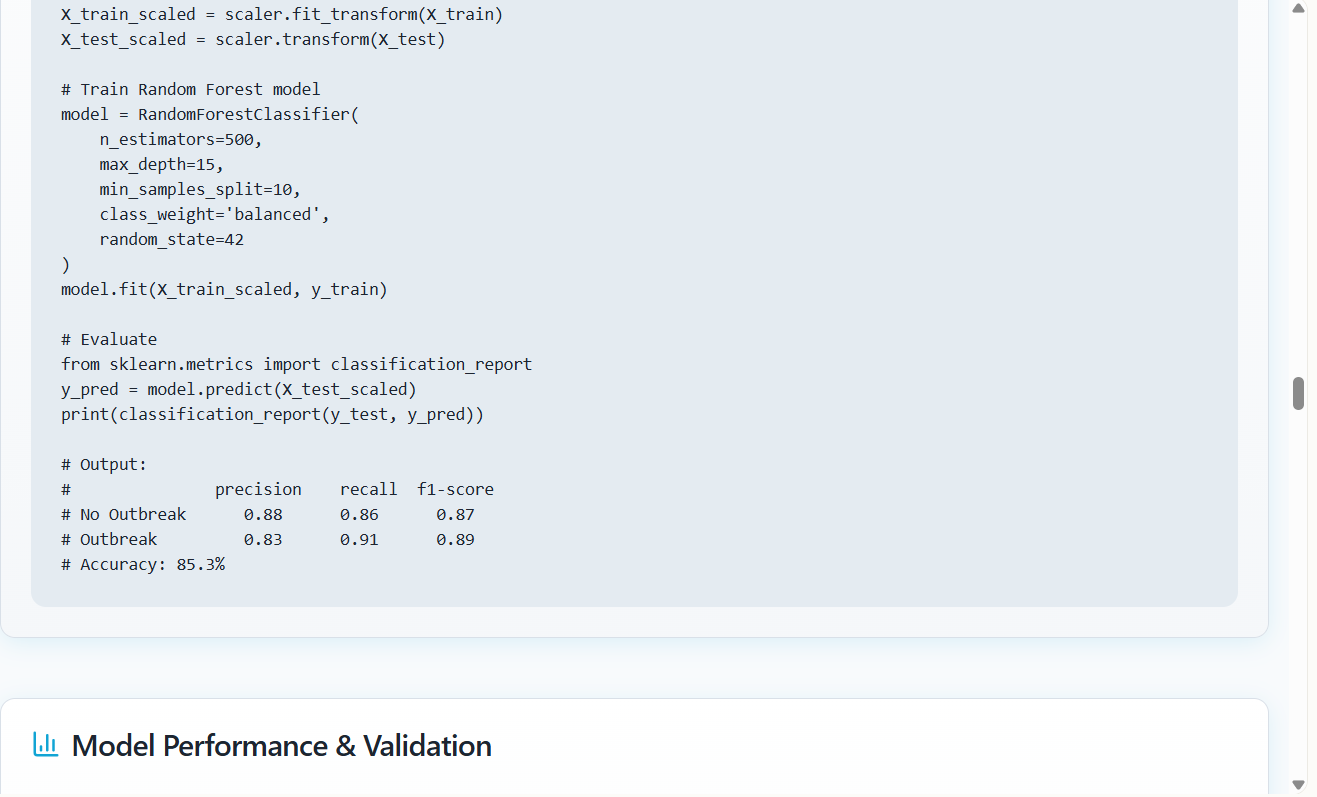 X_train_scaled = scaler.fit_transform(X_train)
X_test_scaled = scaler.transform(X_test)

# Train Random Forest model
model = RandomForestClassifier(
    n_estimators=500,
    max_depth=15,
    min_samples_split=10,
    class_weight='balanced',
    random_state=42
)
model.fit(X_train_scaled, y_train)

# Evaluate
from sklearn.metrics import classification_report
y_pred = model.predict(X_test_scaled)
print(classification_report(y_test, y_pred))

# Output:
#               precision    recall  f1-score
# No Outbreak      0.88      0.86      0.87
# Outbreak         0.83      0.91      0.89
# Accuracy: 85.3%

Model Performance & Validation